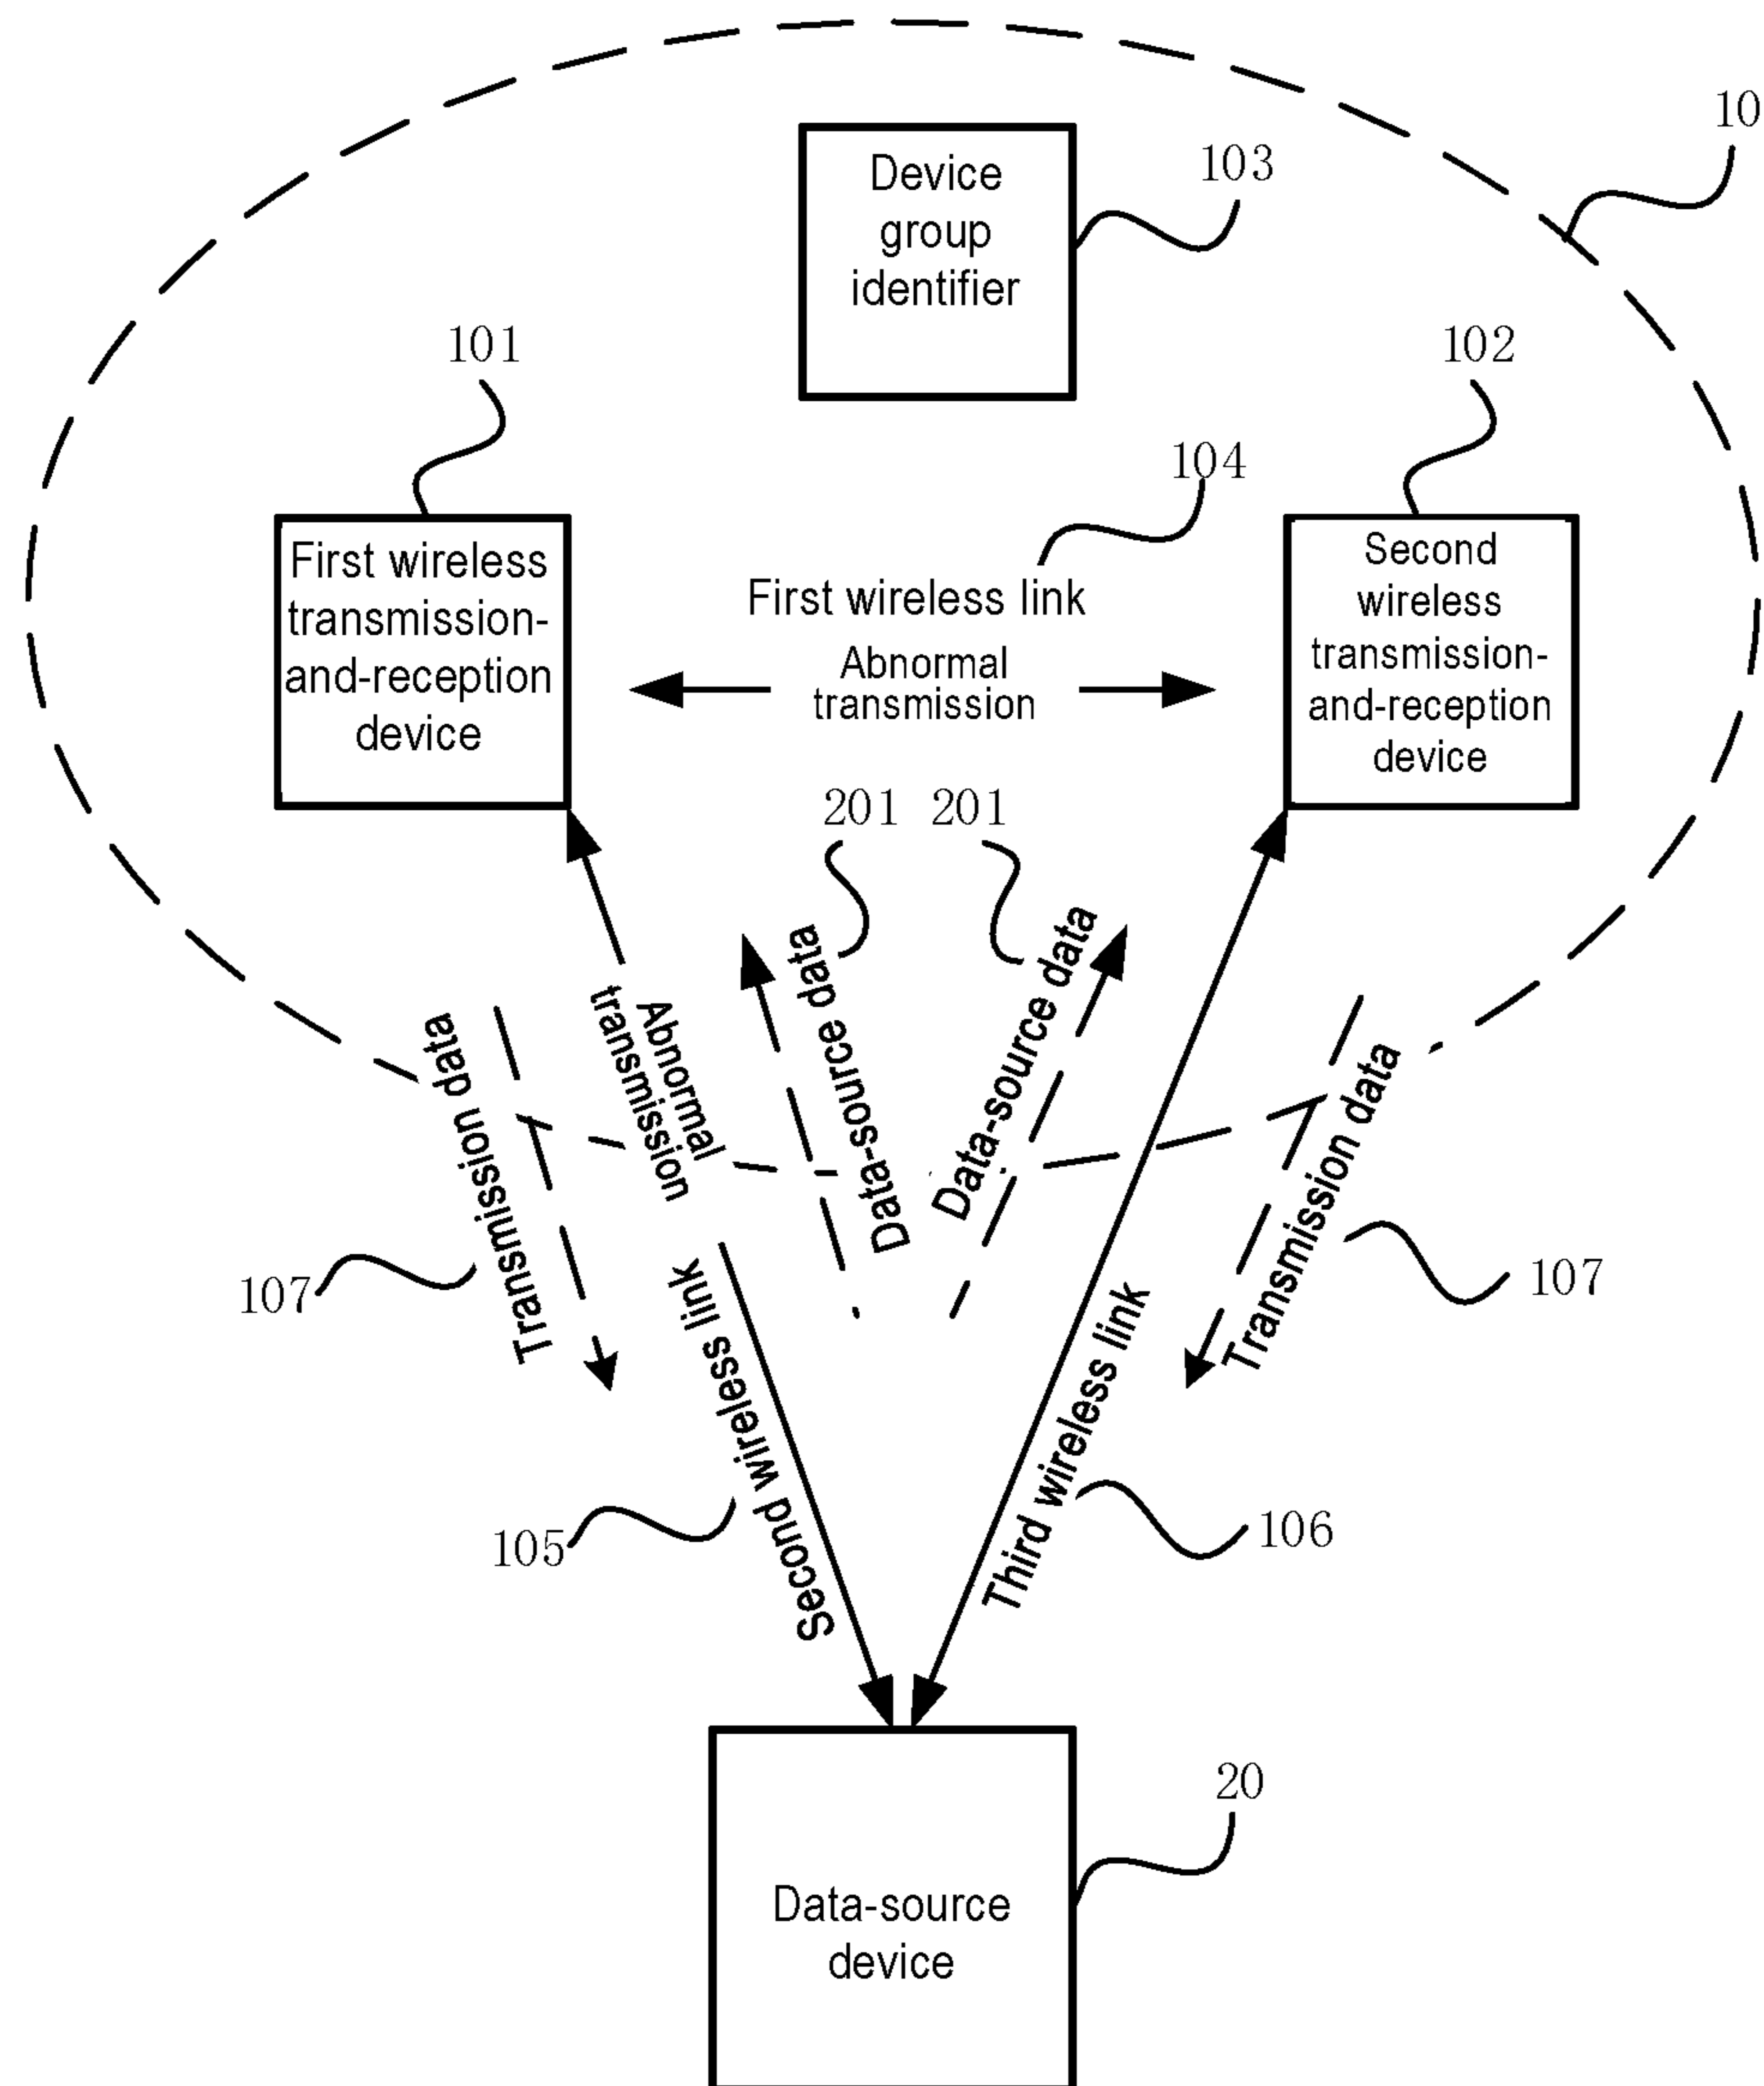 10
Device
group
identifier
103
101
102
104
First wireless
transmission-
and-reception
device
First wireless link
Abnormal
transmission
Second
wireless
transmission-
and-reception
device
201
201
Transmission data
Abnormal
transmission
Data-source data
Data-source data
Transmission data
107
107
Second wireless link
Third wireless link
105
106
20
Data-source
device